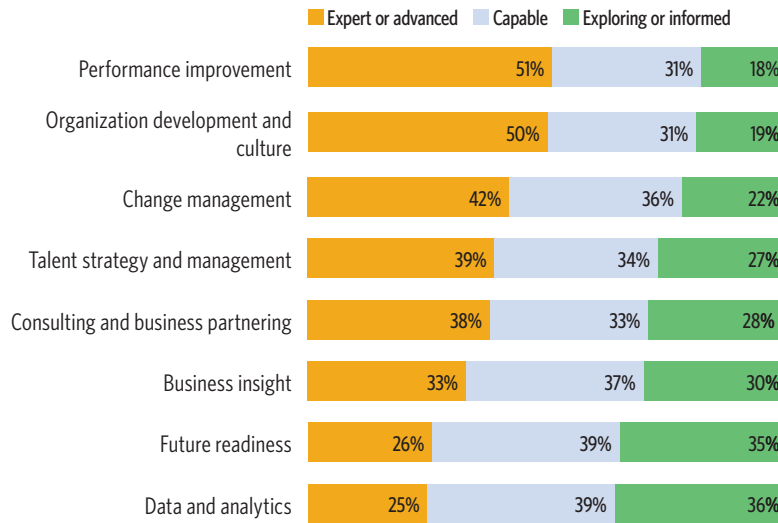 Expert or advanced Capable Exploring or informed
Performance improvement 51% 31% 18%
Organization development and
culture 50% 31% 19%
Change management 42% 36% 22%
Talent strategy and management 39% 34% 27%
Consulting and business partnering 38% 33% 28%
Business insight 33% 37% 30%
Future readiness 26% 39% 35%
Data and analytics 25% 39% 36%